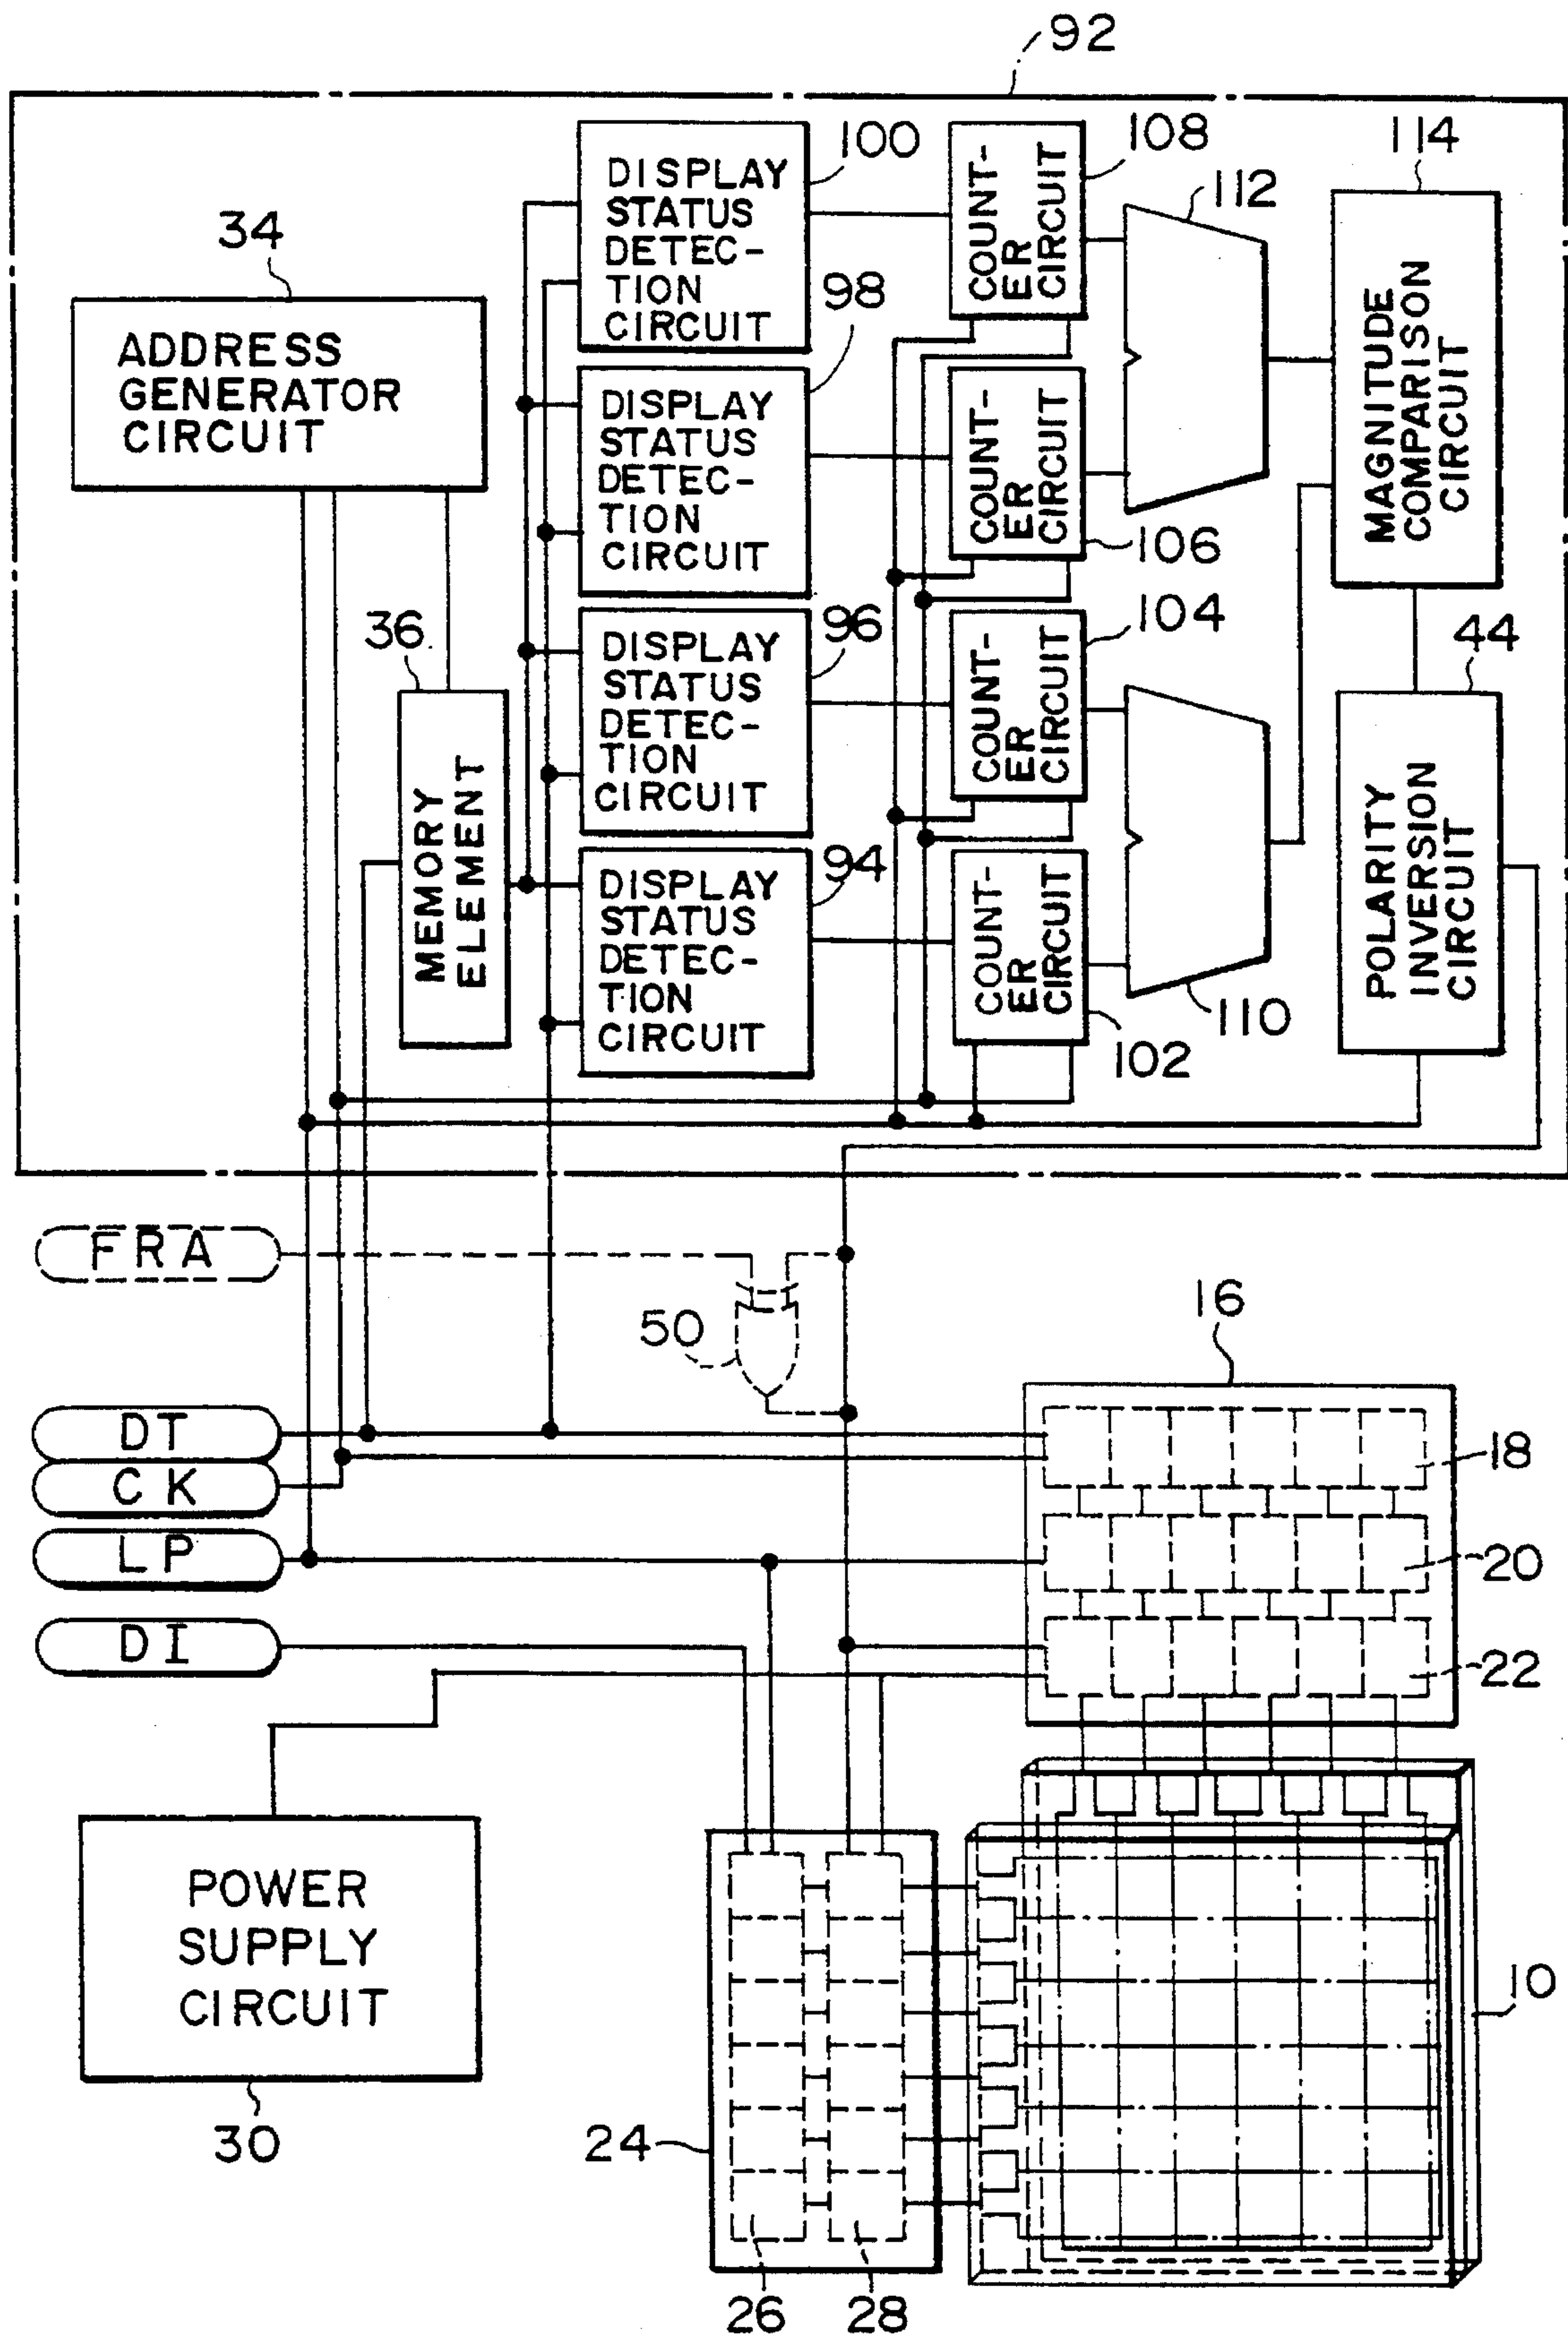 92
34
ADDRESS
GENERATOR
CIRCUIT
36
MEMORY
ELEMENT
100
DISPLAY
STATUS
DETEC-
TION
CIRCUIT
98
DISPLAY
STATUS
DETEC-
TION
CIRCUIT
96
DISPLAY
STATUS
DETEC-
TION
CIRCUIT
94
DISPLAY
STATUS
DETEC-
TION
CIRCUIT
108
COUNT-
ER
CIRCUIT
106
COUNT-
ER
CIRCUIT
104
COUNT-
ER
CIRCUIT
102
COUNT-
ER
CIRCUIT
112
110
114
MAGNITUDE
COMPARISON
CIRCUIT
44
POLARITY
INVERSION
CIRCUIT
FRA
50
DT
CK
LP
DI
16
18
20
22
POWER
SUPPLY
CIRCUIT
30
24
26
28
10